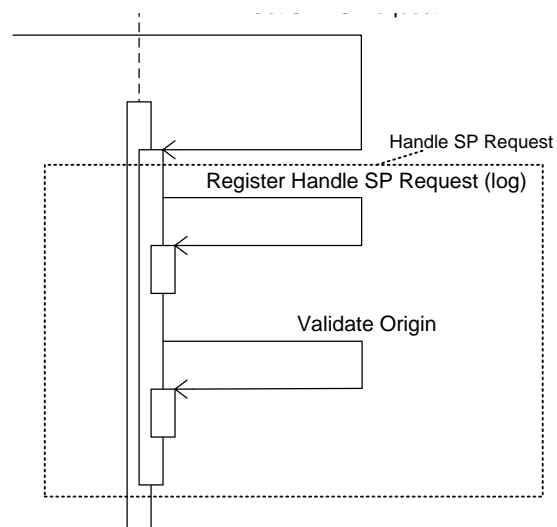 Handle SP Request
Register Handle SP Request (log)
Validate Origin